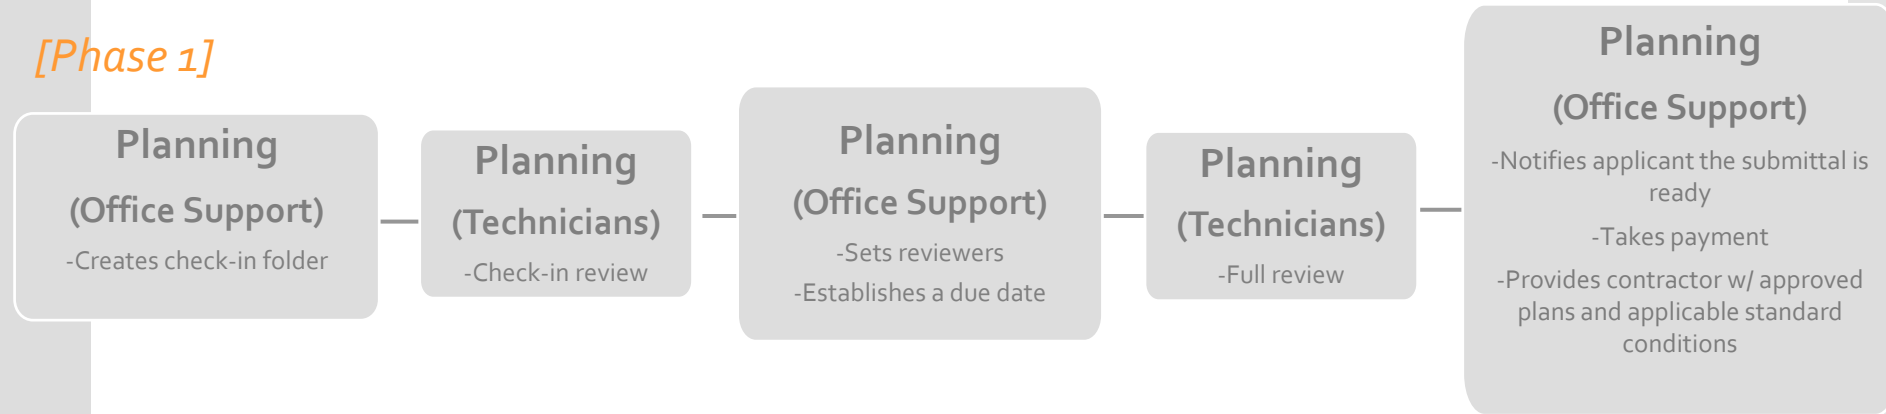 [Phase 1]
Planning
(Office Support)
-Creates check-in folder
Planning
(Technicians)
-Check-in review
Planning
(Office Support)
-Sets reviewers
-Establishes a due date
Planning
(Technicians)
-Full review
Planning
(Office Support)
-Notifies applicant the submittal is
ready
-Takes payment
-Provides contractor w/ approved
plans and applicable standard
conditions